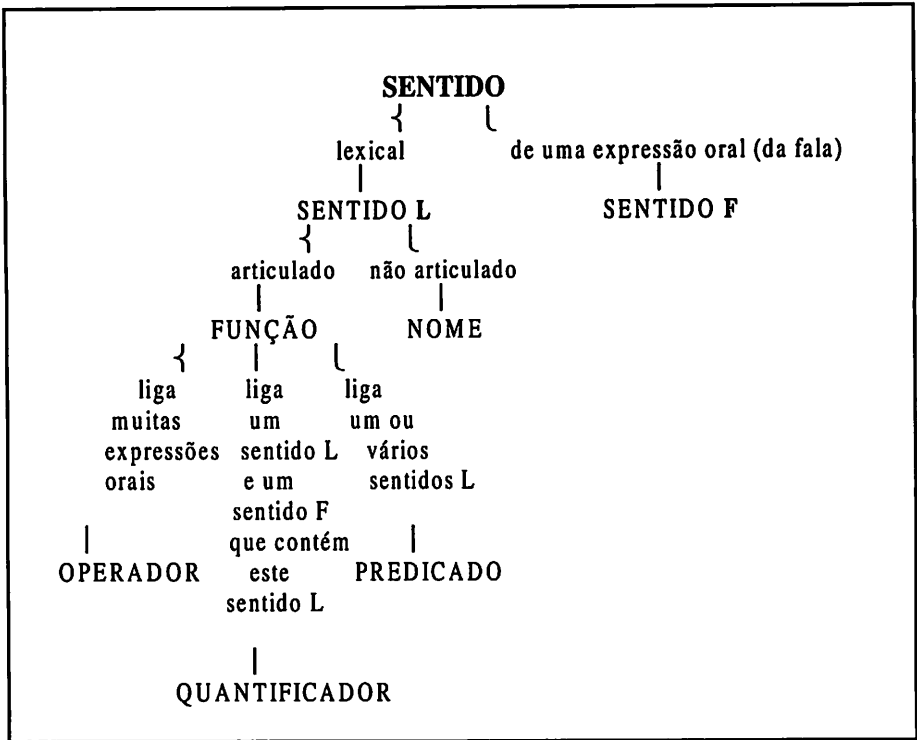 SENTIDO
lexical de uma expressão oral (da fala)
SENTIDO L SENTIDO F
articulado não articulado
FUNÇÃO NOME
liga liga liga
muitas um um ou
expressões sentido L vários
orais e um sentidos L
sentido F
que contém
OPERADOR este PREDICADO
sentido L
QUANTIFICADOR